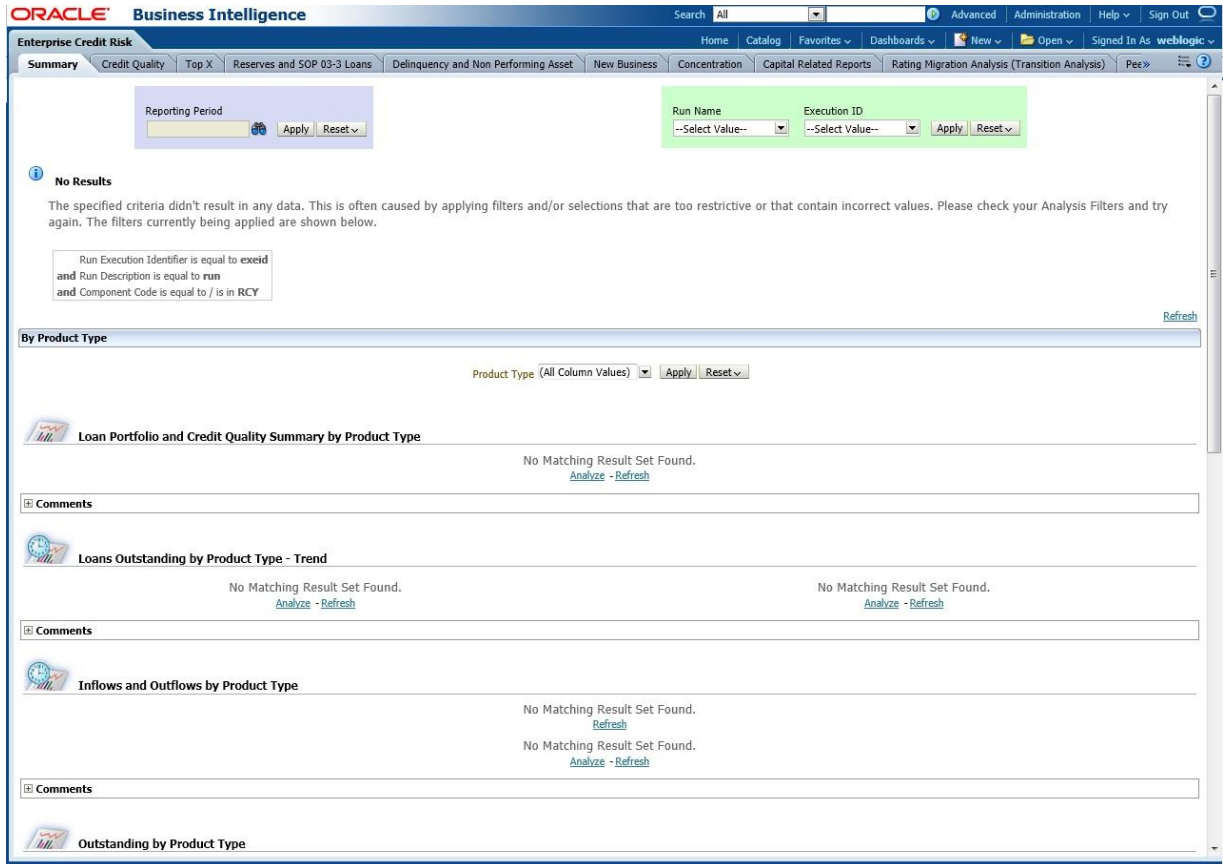 ORACLE Business Intelligence
Search All Advanced Administration Help Sign Out
Enterprise Credit Risk
Home Catalog Favorites Dashboards New Open Signed In As weblogic
Summary Credit Quality Top X Reserves and SOP 03-3 Loans Delinquency and Non Performing Asset New Business Concentration Capital Related Reports Rating Migration Analysis (Transition Analysis) Pee»
Reporting Period
Apply Reset
Run Name Execution ID
--Select Value-- --Select Value-- Apply Reset
No Results
The specified criteria didn't result in any data. This is often caused by applying filters and/or selections that are too restrictive or that contain incorrect values. Please check your Analysis Filters and try
again. The filters currently being applied are shown below.
Run Execution Identifier is equal to exeid
and Run Description is equal to run
and Component Code is equal to / is in RCY
Refresh
By Product Type
Product Type (All Column Values) Apply Reset
Loan Portfolio and Credit Quality Summary by Product Type
No Matching Result Set Found.
Analyze - Refresh
Comments
Loans Outstanding by Product Type - Trend
No Matching Result Set Found. No Matching Result Set Found.
Analyze - Refresh Analyze - Refresh
Comments
Inflows and Outflows by Product Type
No Matching Result Set Found.
Refresh
No Matching Result Set Found.
Analyze - Refresh
Comments
Outstanding by Product Type